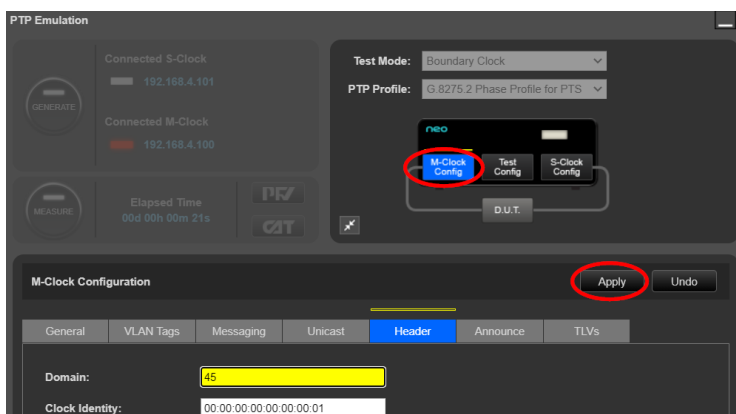 PTP Emulation
Connected S-Clock
192.168.4.101
GENERATE
Connected M-Clock
192.168.4.100
MEASURE
Elapsed Time
00d 00h 00m 21s
PFV
CAT
Test Mode: Boundary Clock
PTP Profile: G.8275.2 Phase Profile for PTS
neo
M-Clock Config
Test Config
S-Clock Config
D.U.T.
M-Clock Configuration
Apply
Undo
General VLAN Tags Messaging Unicast Header Announce TLVs
Domain: 45
Clock Identity: 00:00:00:00:00:00:00:01